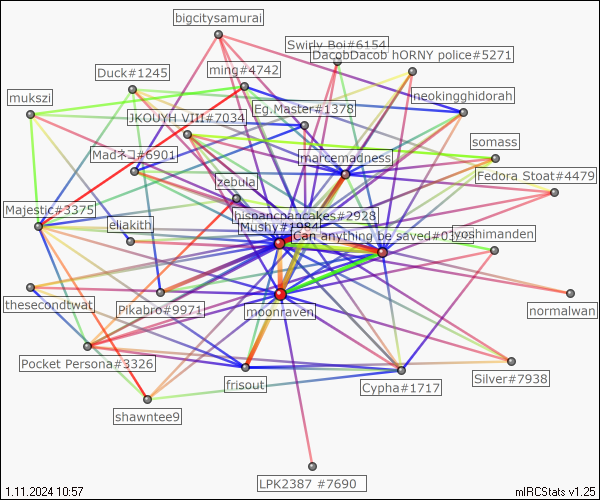 bigcitysamurai
Swirly Boi#6154
DacobDacob hORNY police#5271
Duck#1245
ming#4742
mukszi
neokingghidorah
Eg.Master#1378
JKOUYH VIII#7034
somass
Madネコ#6901
marcemadness
Fedora Stoat#4479
zebula
Majestic#3375
hispancpancakes#2928
eliakith
Mushy#1984
Can anything be saved#03
yoshimanden
thesecondtwat
Pikabro#9971
moonraven
normalwan
Pocket Persona#3326
frisout
Cypha#1717
Silver#7938
shawntee9
LPK2387 #7690
1.11.2024 10:57
mIRCStats v1.25